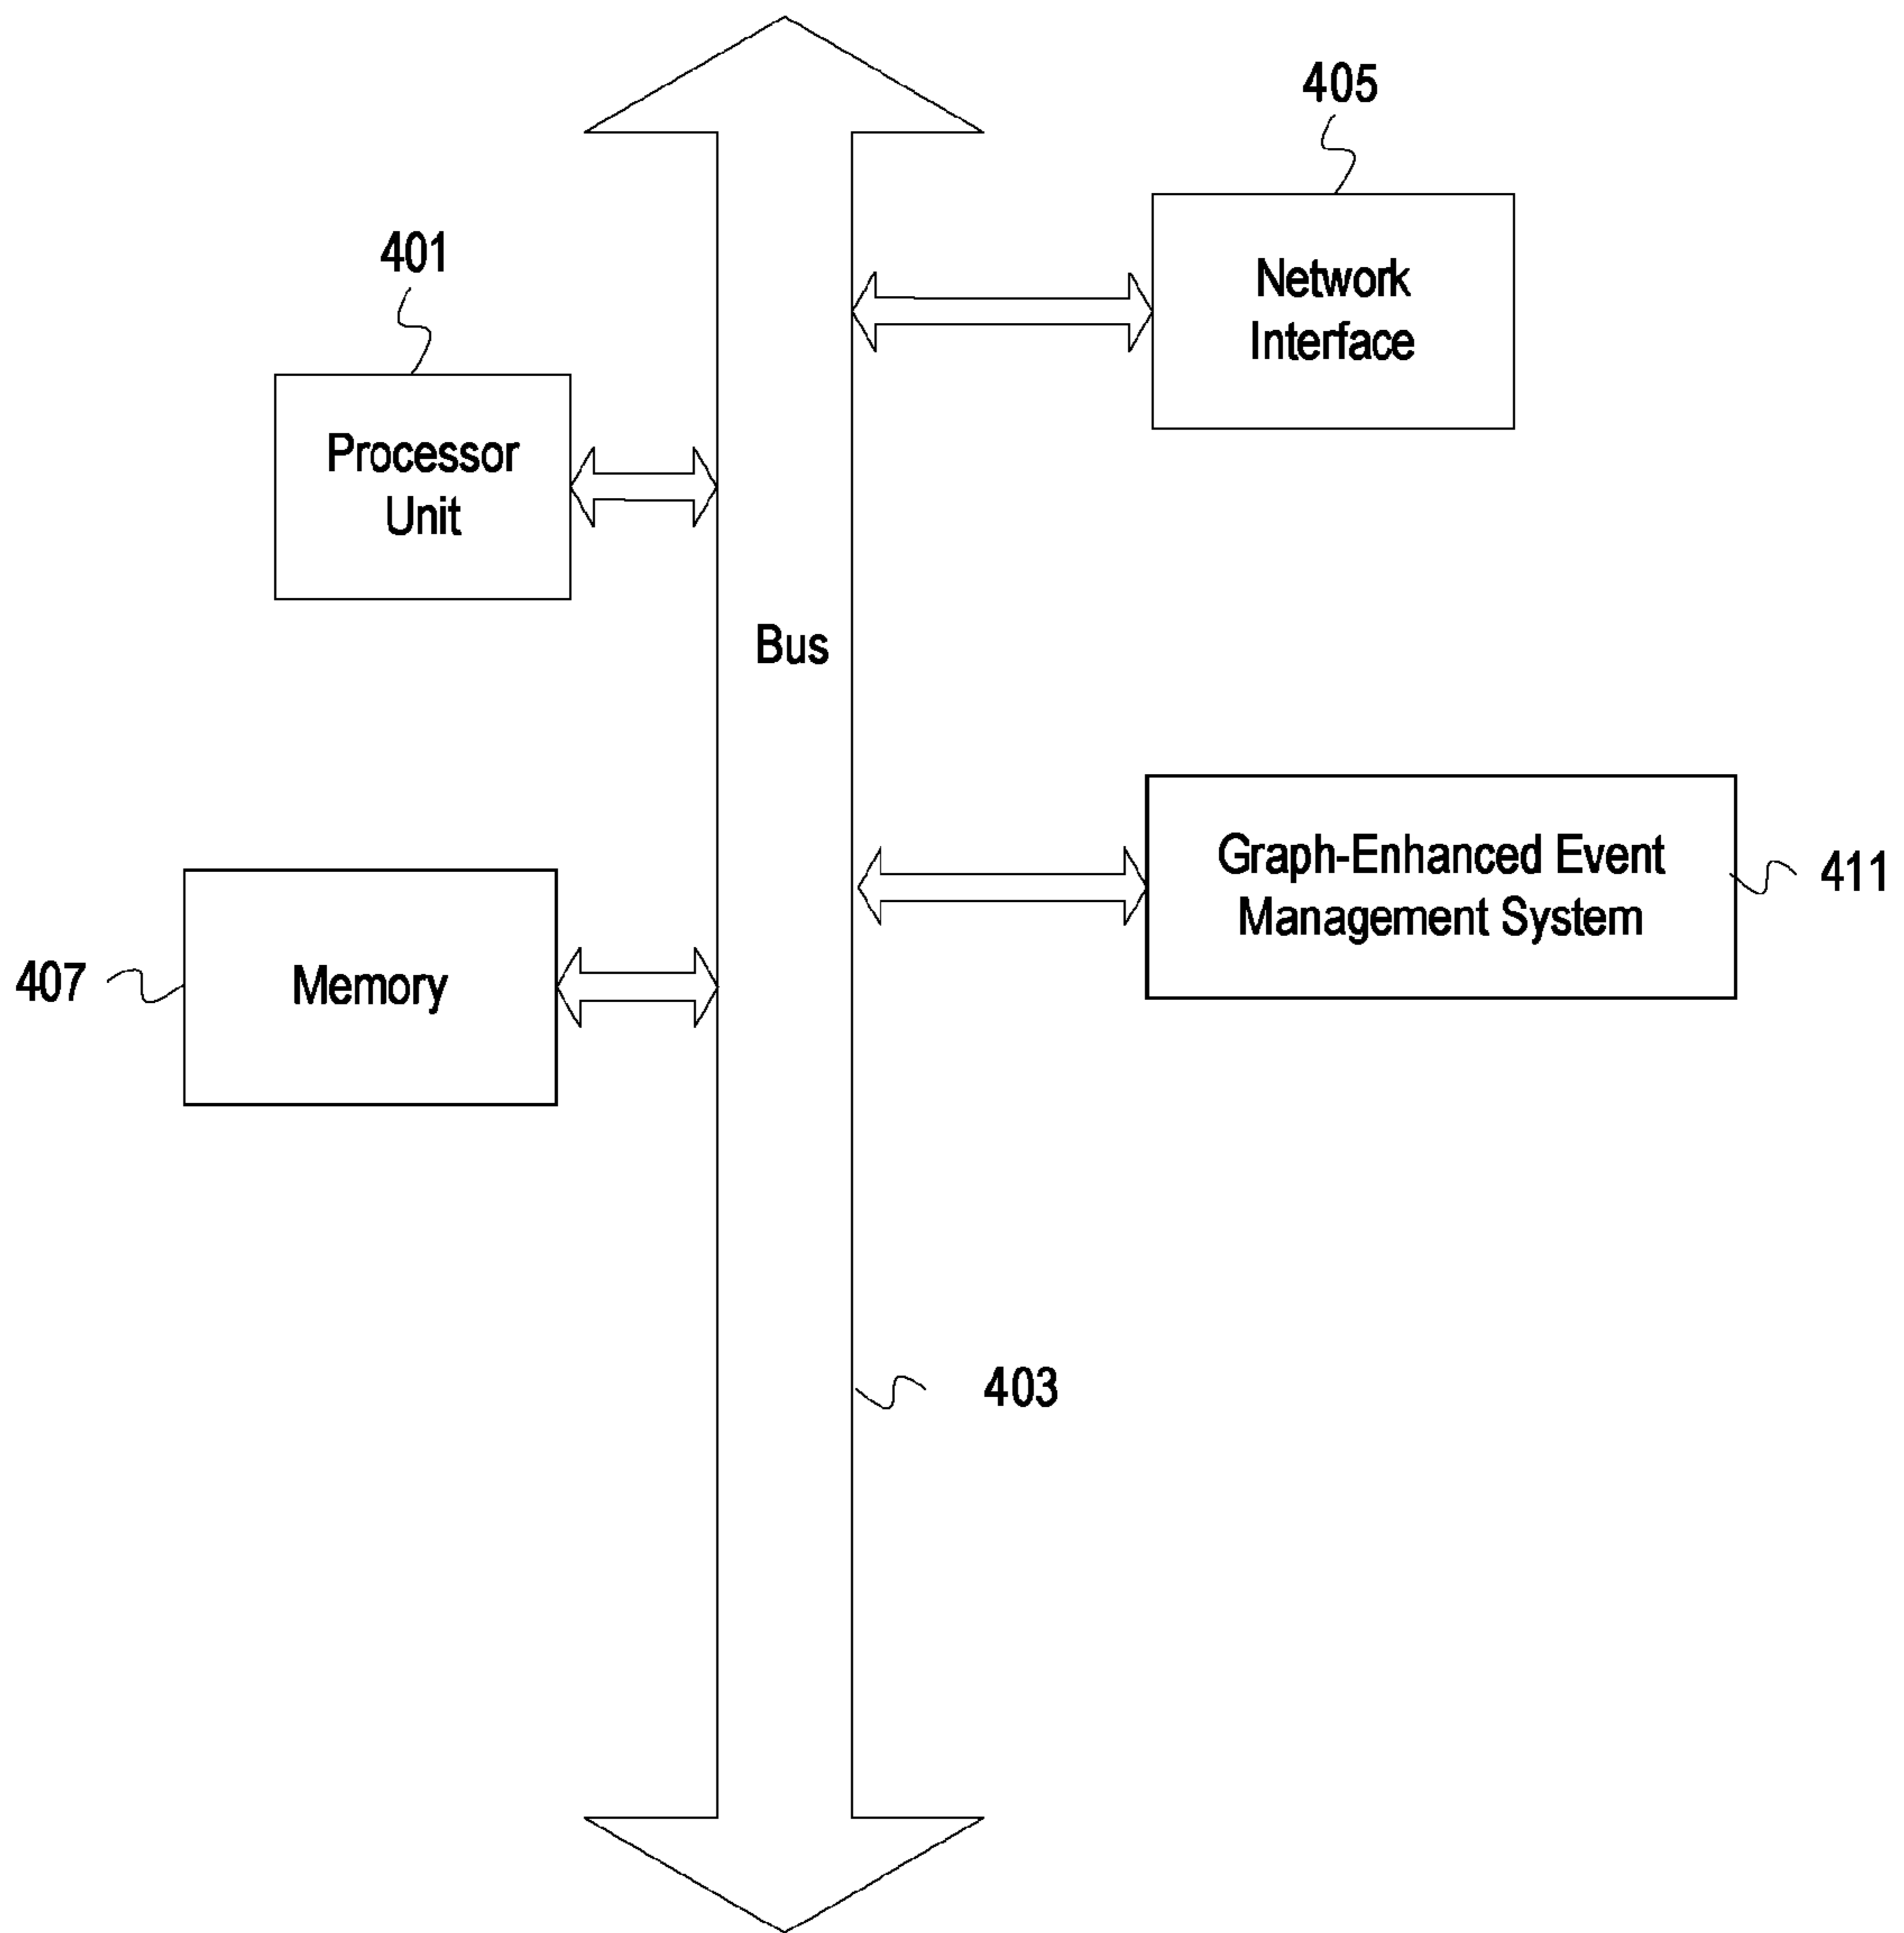 405
Network
Interface
401
Processor
Unit
Bus
Graph-Enhanced Event
Management System
411
407
Memory
403